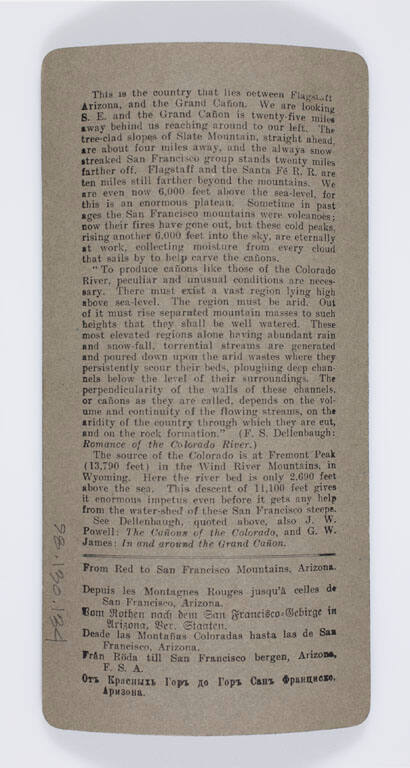 This is the country that lies between Flagstaff
Arizona, and the Grand Cañon. We are looking
S. E. and the Grand Cañon is twenty-five miles
away behind us reaching around to our left. The
tree-clad slopes of Slate Mountain, straight ahead,
are about four miles away, and the always snow-
streaked San Francisco group stands twenty miles
farther off. Flagstaff and the Santa Fé R. R. are
ten miles still farther beyond the mountains. We
are even now 6,000 feet above the sea-level, for
this is an enormous plateau. Sometime in past
ages the San Francisco mountains were volcanoes;
now their fires have gone out, but these cold peaks,
rising another 6,000 feet into the sky, are eternally
at work, collecting moisture from every cloud
that sails by to help carve the cañons.
"To produce cañons like those of the Colorado
River, peculiar and unusual conditions are neces-
sary. There must exist a vast region lying high
above sea-level. The region must be arid. Out
of it must rise separated mountain masses to such
heights that they shall be well watered. These
most elevated regions alone having abundant rain
and snow-fall, torrential streams are generated
and poured down upon the arid wastes where they
persistently scour their beds, ploughing deep chan-
nels below the level of their surroundings. The
perpendicularity of the walls of these channels,
or cañons as they are called, depends on the vol-
ume and continuity of the flowing streams, on the
aridity of the country through which they are cut,
and on the rock formation." (F. S. Dellenbaugh:
Romance of the Colorado River.)
The source of the Colorado is at Fremont Peak
(13,790 feet) in the Wind River Mountains, in
Wyoming. Here the river bed is only 2,690 feet
above the sea. This descent of 11,100 feet gives
it enormous impetus even before it gets any help
from the water-shed of these San Francisco steeps.
See Dellenbaugh, quoted above, also J. W.
Powell: The Cañons of the Colorado, and G. W.
James: In and around the Grand Cañon.
From Red to San Francisco Mountains, Arizona.
Depuis les Montagnes Rouges jusqu'à celles de
San Francisco, Arizona.
Vom Rothen nach dem San Francisco=Gebirge in
Arizona, Ver. Staaten.
Desde las Montañas Coloradas hasta las de San
Francisco, Arizona.
Från Röda till San Francisco bergen, Arizona,
F. S. A.
Отъ Красныхъ Горъ до Горъ Санъ Франциско,
Аризона.
78.190.194